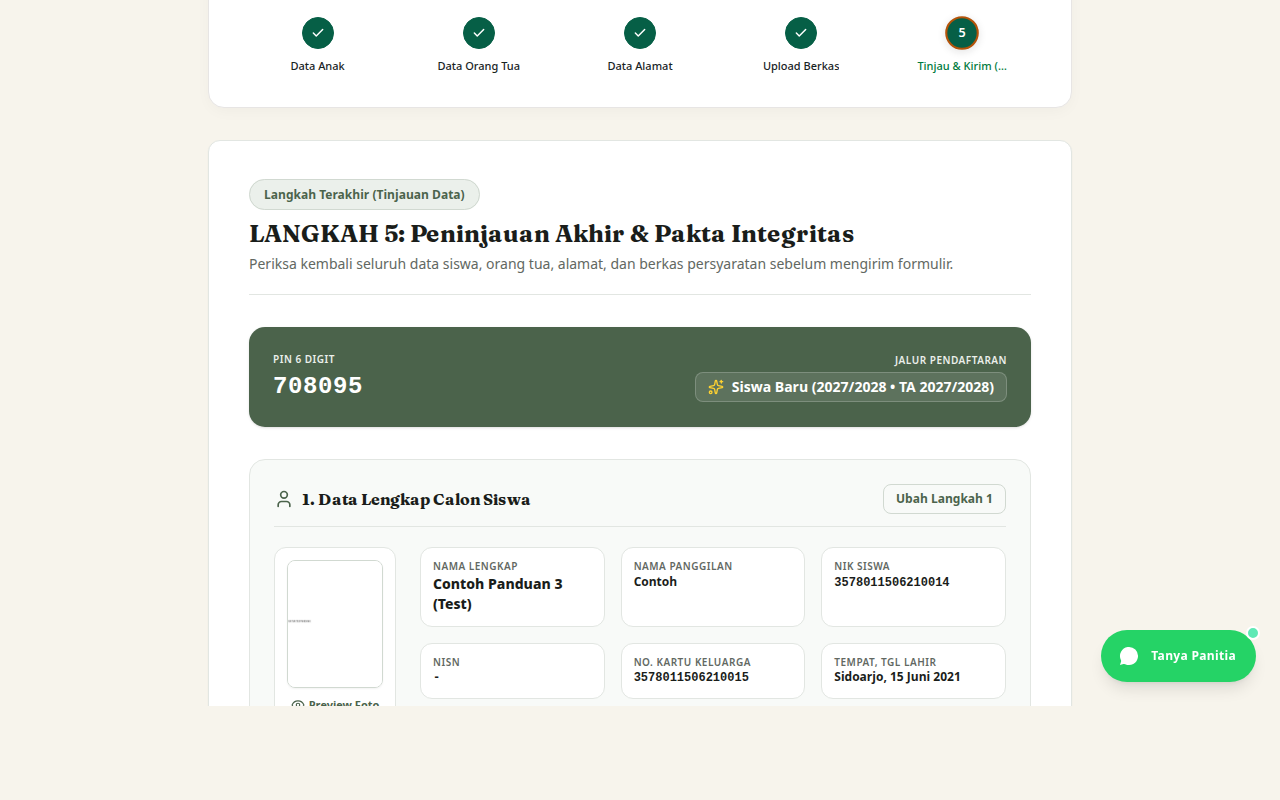 Data Anak
Data Orang Tua
Data Alamat
Upload Berkas
5
Tinjau & Kirim (...
Langkah Terakhir (Tinjauan Data)
LANGKAH 5: Peninjauan Akhir & Pakta Integritas
Periksa kembali seluruh data siswa, orang tua, alamat, dan berkas persyaratan sebelum mengirim formulir.
PIN 6 DIGIT
708095
JALUR PENDAFTARAN
Siswa Baru (2027/2028 • TA 2027/2028)
1. Data Lengkap Calon Siswa
Ubah Langkah 1
NAMA LENGKAP
Contoh Panduan 3
(Test)
NAMA PANGGILAN
Contoh
NIK SISWA
3578011506210014
NISN
-
NO. KARTU KELUARGA
3578011506210015
TEMPAT, TGL LAHIR
Sidoarjo, 15 Juni 2021
Preview Foto
Tanya Panitia